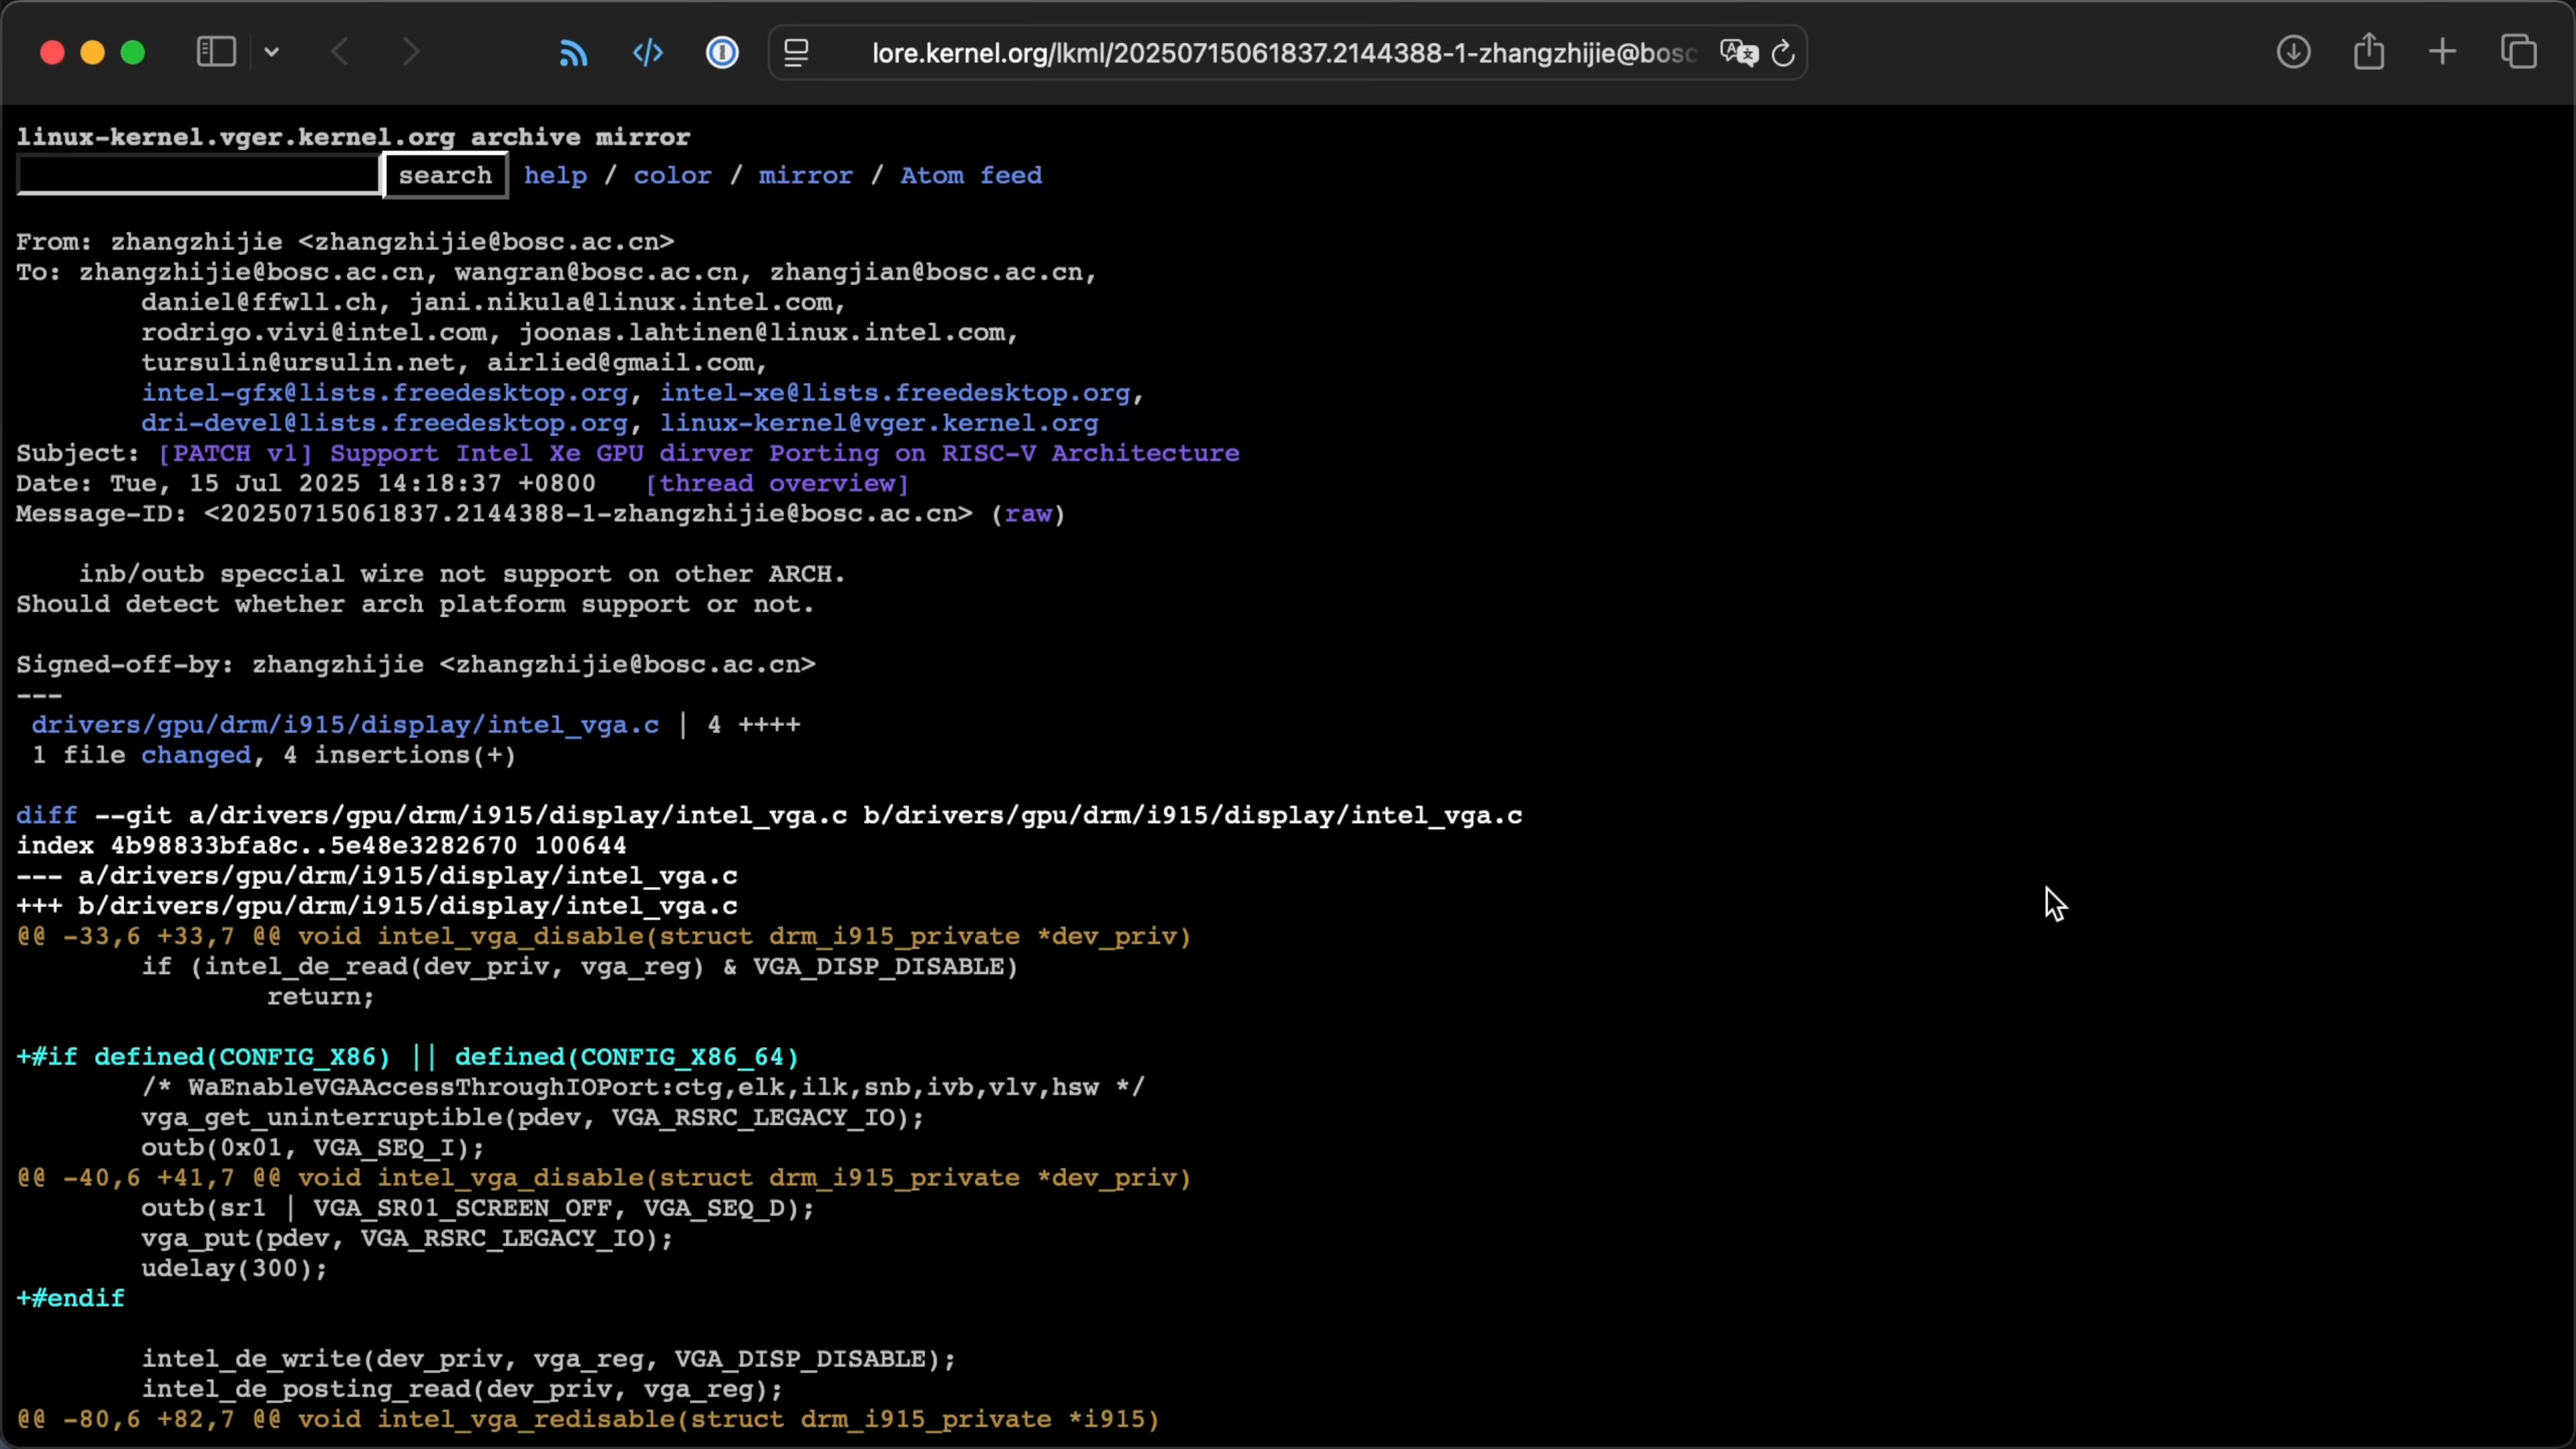 lore.kernel.org/lkml/20250715061837.2144388-1-zhangzhijie@bosc
linux-kernel.vger.kernel.org archive mirror
search help / color / mirror / Atom feed
From: zhangzhijie <zhangzhijie@bosc.ac.cn>
To: zhangzhijie@bosc.ac.cn, wangran@bosc.ac.cn, zhangjian@bosc.ac.cn,
daniel@ffwll.ch, jani.nikula@linux.intel.com,
rodrigo.vivi@intel.com, joonas.lahtinen@linux.intel.com,
tursulin@ursulin.net, airlied@gmail.com,
intel-gfx@lists.freedesktop.org, intel-xe@lists.freedesktop.org,
dri-devel@lists.freedesktop.org, linux-kernel@vger.kernel.org
Subject: [PATCH v1] Support Intel Xe GPU dirver Porting on RISC-V Architecture
Date: Tue, 15 Jul 2025 14:18:37 +0800 [thread overview]
Message-ID: <20250715061837.2144388-1-zhangzhijie@bosc.ac.cn> (raw)
inb/outb speccial wire not support on other ARCH.
Should detect whether arch platform support or not.
Signed-off-by: zhangzhijie <zhangzhijie@bosc.ac.cn>
---
drivers/gpu/drm/i915/display/intel_vga.c | 4 ++++
1 file changed, 4 insertions(+)
diff --git a/drivers/gpu/drm/i915/display/intel_vga.c b/drivers/gpu/drm/i915/display/intel_vga.c
index 4b98833bfa8c..5e48e3282670 100644
--- a/drivers/gpu/drm/i915/display/intel_vga.c
+++ b/drivers/gpu/drm/i915/display/intel_vga.c
@@ -33,6 +33,7 @@ void intel_vga_disable(struct drm_i915_private *dev_priv)
if (intel_de_read(dev_priv, vga_reg) & VGA_DISP_DISABLE)
return;
+#if defined(CONFIG_X86) || defined(CONFIG_X86_64)
/* WaEnableVGAAccessThroughIOPort:ctg,elk,ilk,snb,ivb,vlv,hsw */
vga_get_uninterruptible(pdev, VGA_RSRC_LEGACY_IO);
outb(0x01, VGA_SEQ_I);
@@ -40,6 +41,7 @@ void intel_vga_disable(struct drm_i915_private *dev_priv)
outb(sr1 | VGA_SR01_SCREEN_OFF, VGA_SEQ_D);
vga_put(pdev, VGA_RSRC_LEGACY_IO);
udelay(300);
+#endif
intel_de_write(dev_priv, vga_reg, VGA_DISP_DISABLE);
intel_de_posting_read(dev_priv, vga_reg);
@@ -80,6 +82,7 @@ void intel_vga_redisable(struct drm_i915_private *i915)